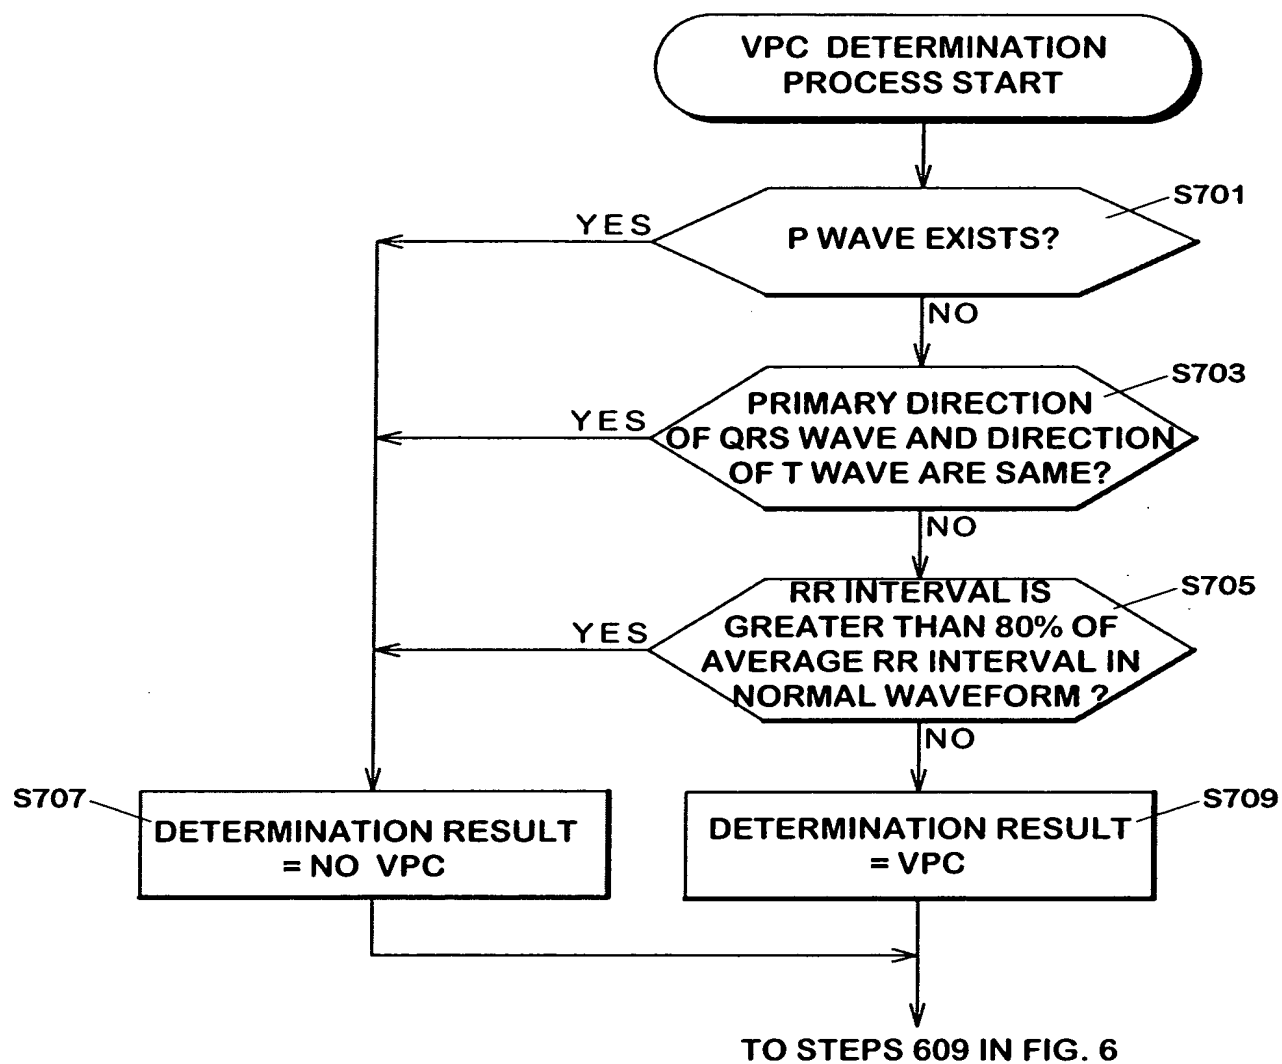 VPC DETERMINATION
PROCESS START
S701
YES
P WAVE EXISTS?
NO
S703
YES
PRIMARY DIRECTION
OF QRS WAVE AND DIRECTION
OF T WAVE ARE SAME?
NO
S705
YES
RR INTERVAL IS
GREATER THAN 80% OF
AVERAGE RR INTERVAL IN
NORMAL WAVEFORM ?
NO
S707
DETERMINATION RESULT
= NO VPC
S709
DETERMINATION RESULT
= VPC
TO STEPS 609 IN FIG. 6